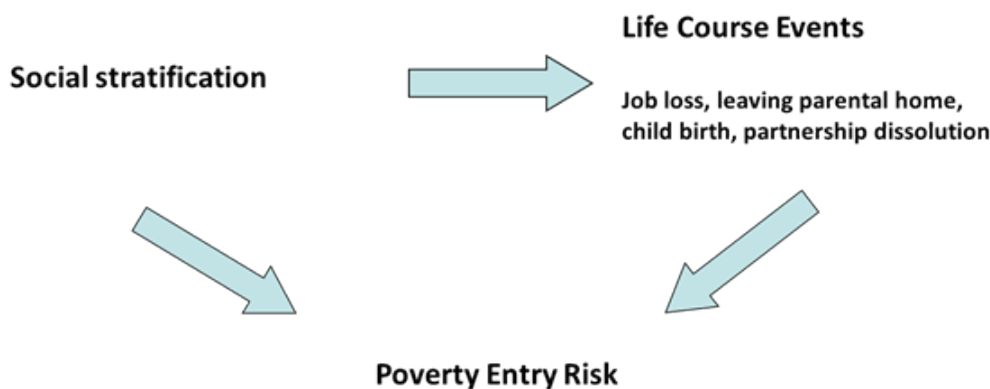 Life Course Events
Social stratification
Job loss, leaving parental home,
child birth, partnership dissolution
Poverty Entry Risk